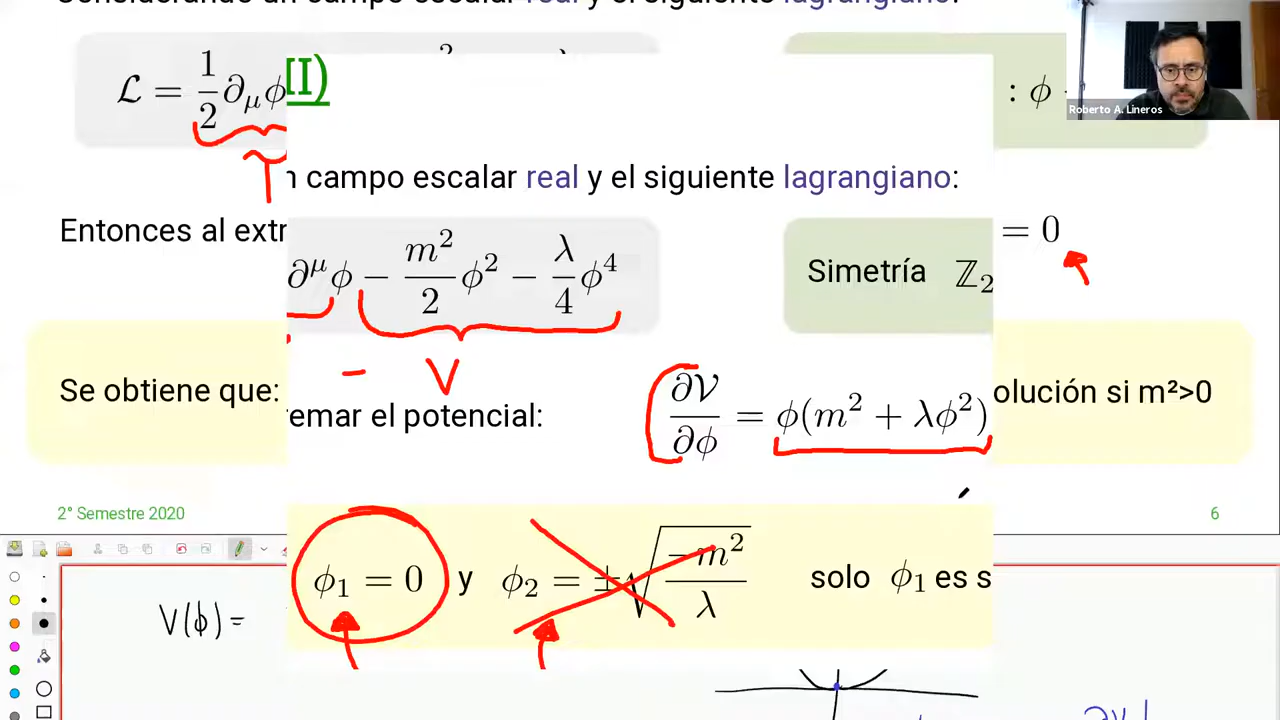 Considerando un campo escalar real y el siguiente lagrangiano:
(II)
ℒ = 1/2 ∂_μ ϕ
: ϕ
Roberto A. Lineros
T
n campo escalar real y el siguiente lagrangiano:
Entonces al extr
= 0
∂^μ ϕ − m²/2 ϕ² − λ/4 ϕ⁴
Simetría ℤ₂
− V
Se obtiene que:
remar el potencial:
∂𝒱/∂ϕ = ϕ(m² + λϕ²)
olución si m²>0
2° Semestre 2020
6
ϕ₁ = 0 y ϕ₂ = ±√(−m²/λ) solo ϕ₁ es s
V(ϕ) =